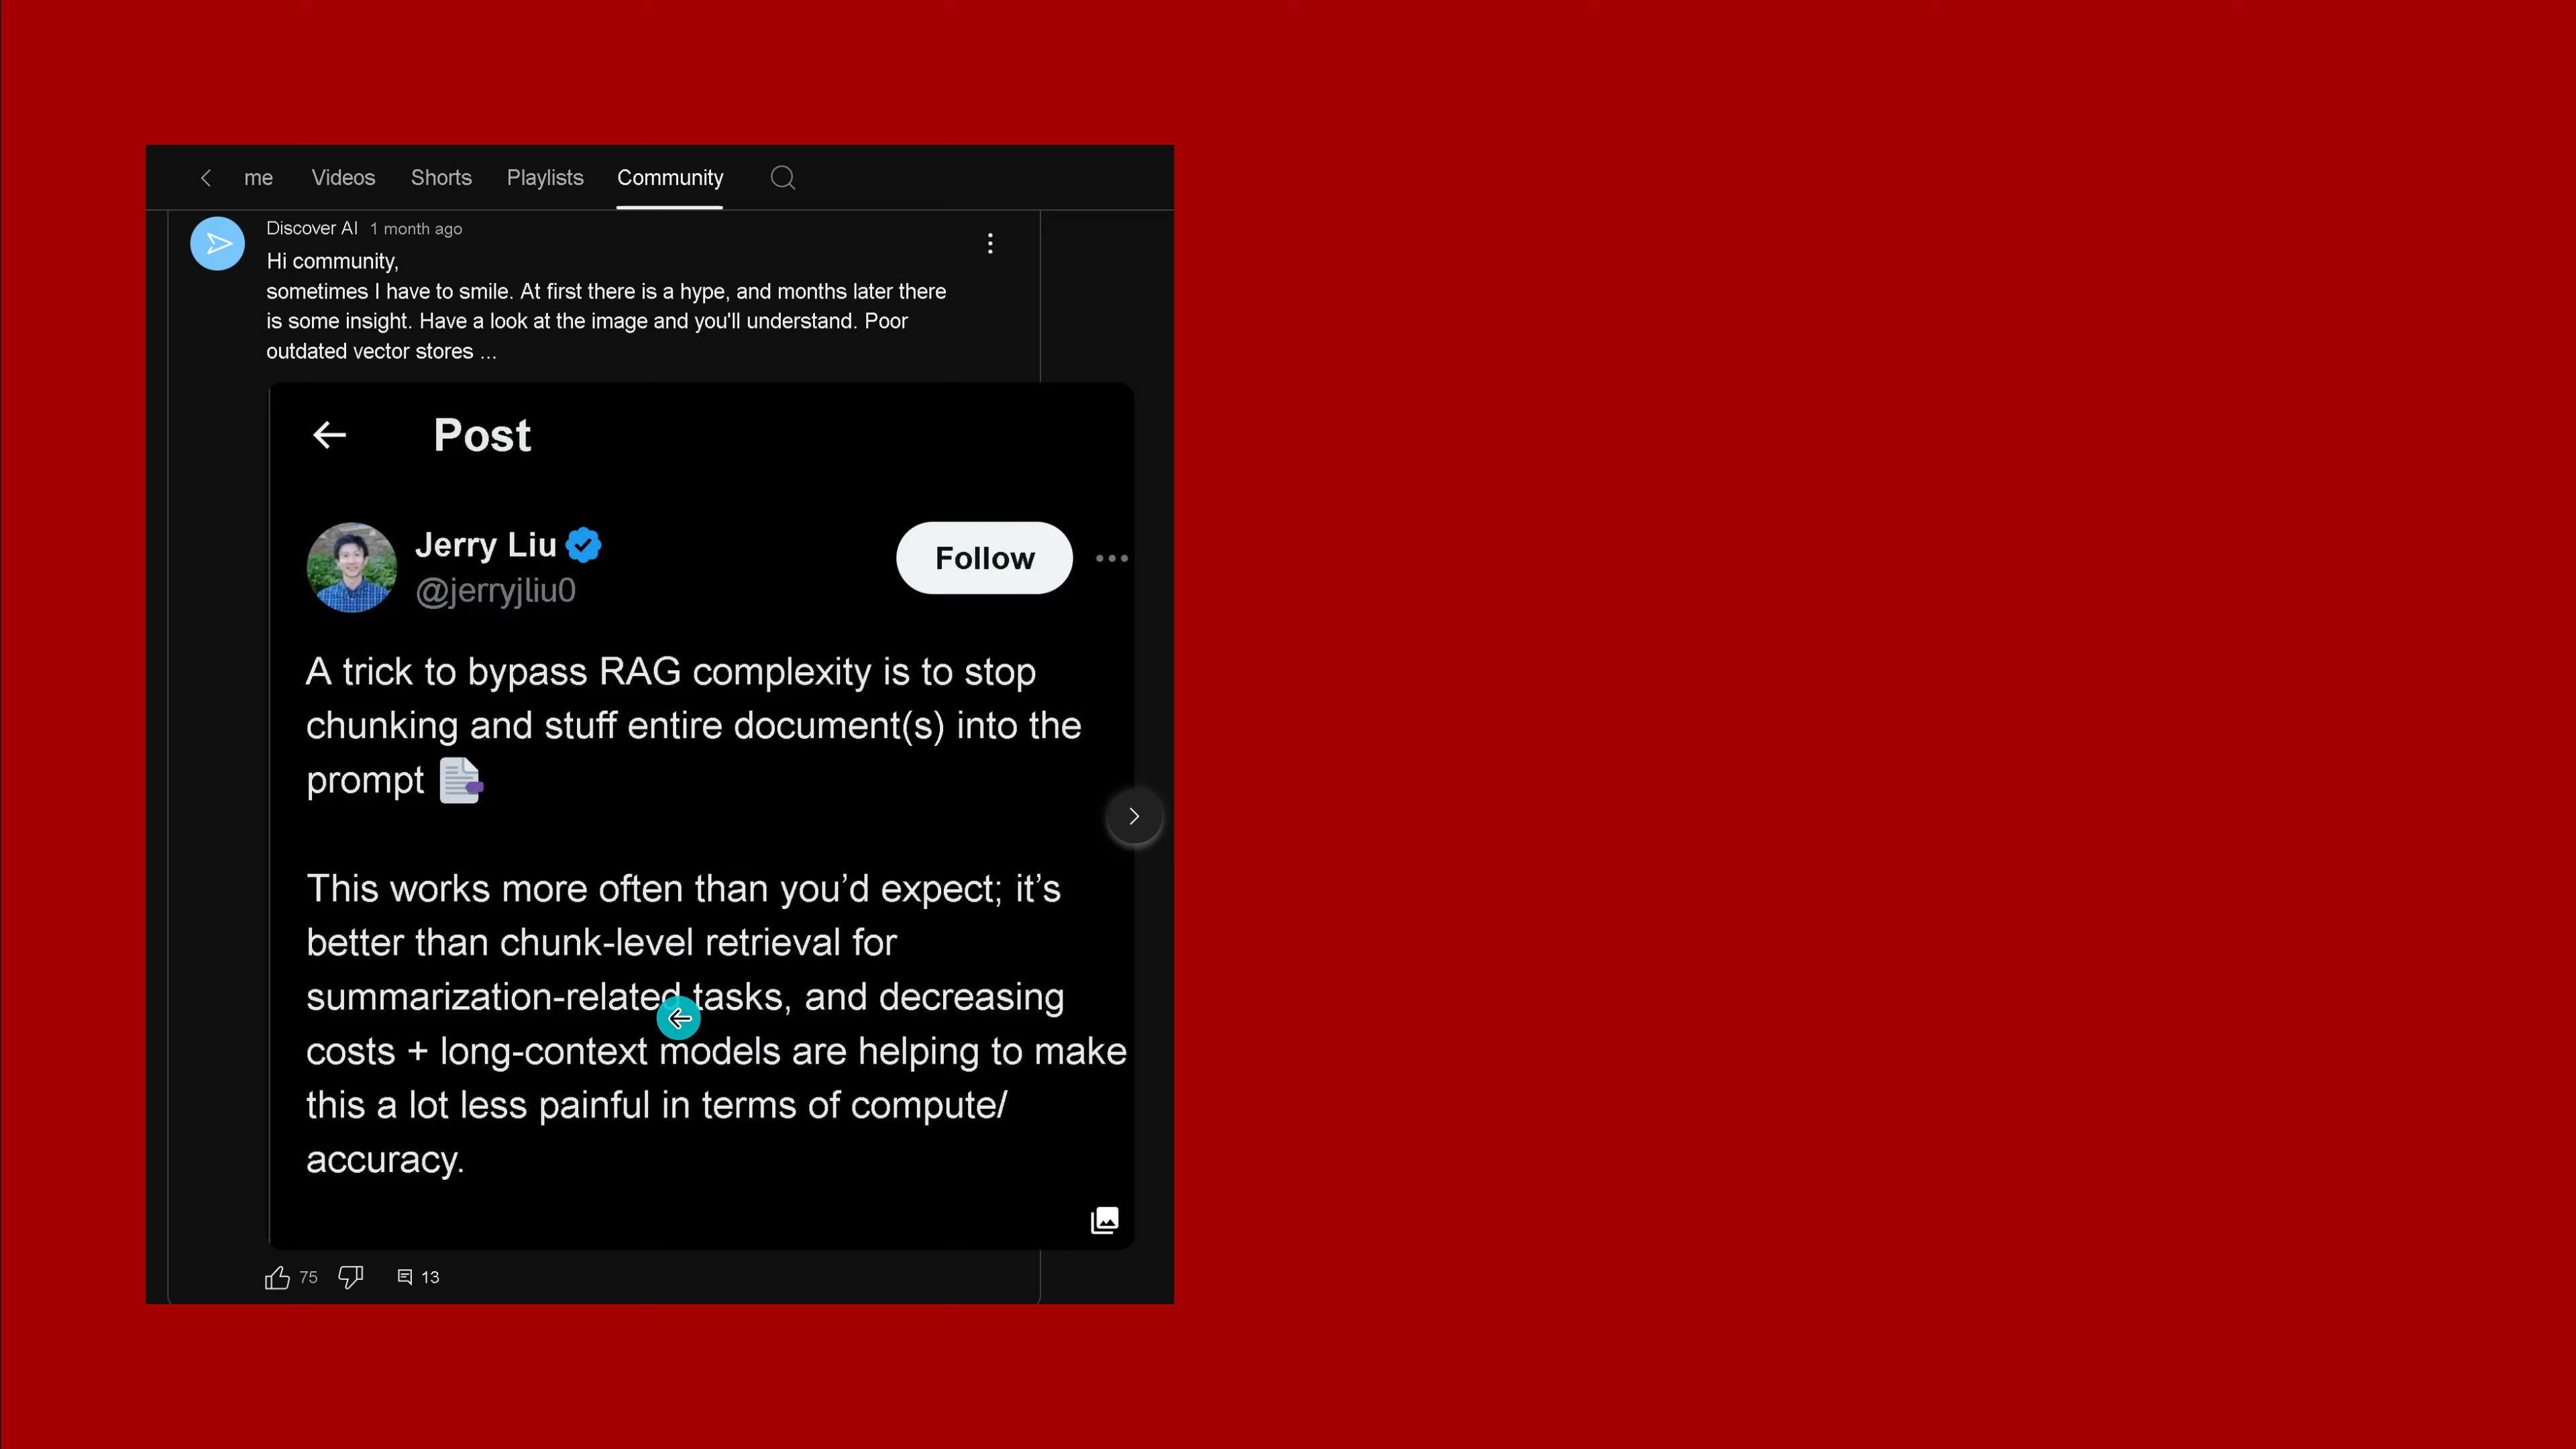 me Videos Shorts Playlists Community
Discover AI 1 month ago
Hi community,
sometimes I have to smile. At first there is a hype, and months later there
is some insight. Have a look at the image and you'll understand. Poor
outdated vector stores ...
Post
Jerry Liu
@jerryjliu0
Follow
A trick to bypass RAG complexity is to stop
chunking and stuff entire document(s) into the
prompt
This works more often than you’d expect; it’s
better than chunk-level retrieval for
summarization-related tasks, and decreasing
costs + long-context models are helping to make
this a lot less painful in terms of compute/
accuracy.
75 13